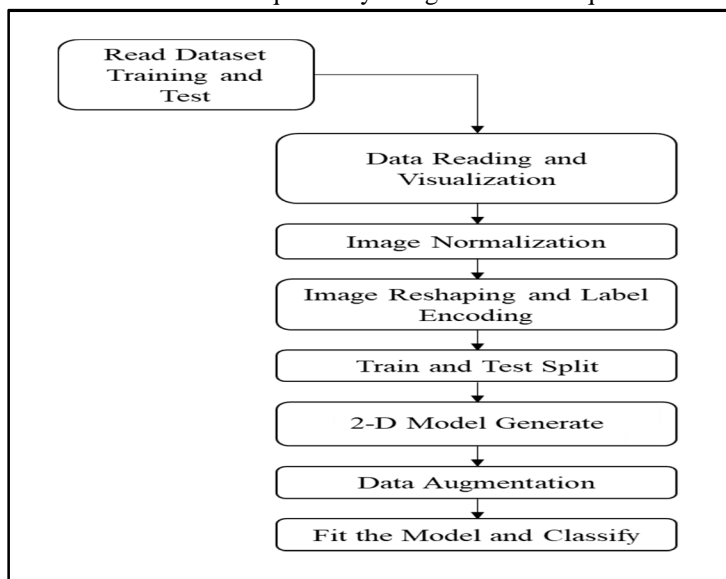 Read Dataset
Training and
Test
Data Reading and
Visualization
Image Normalization
Image Reshaping and Label
Encoding
Train and Test Split
2-D Model Generate
Data Augmentation
Fit the Model and Classify